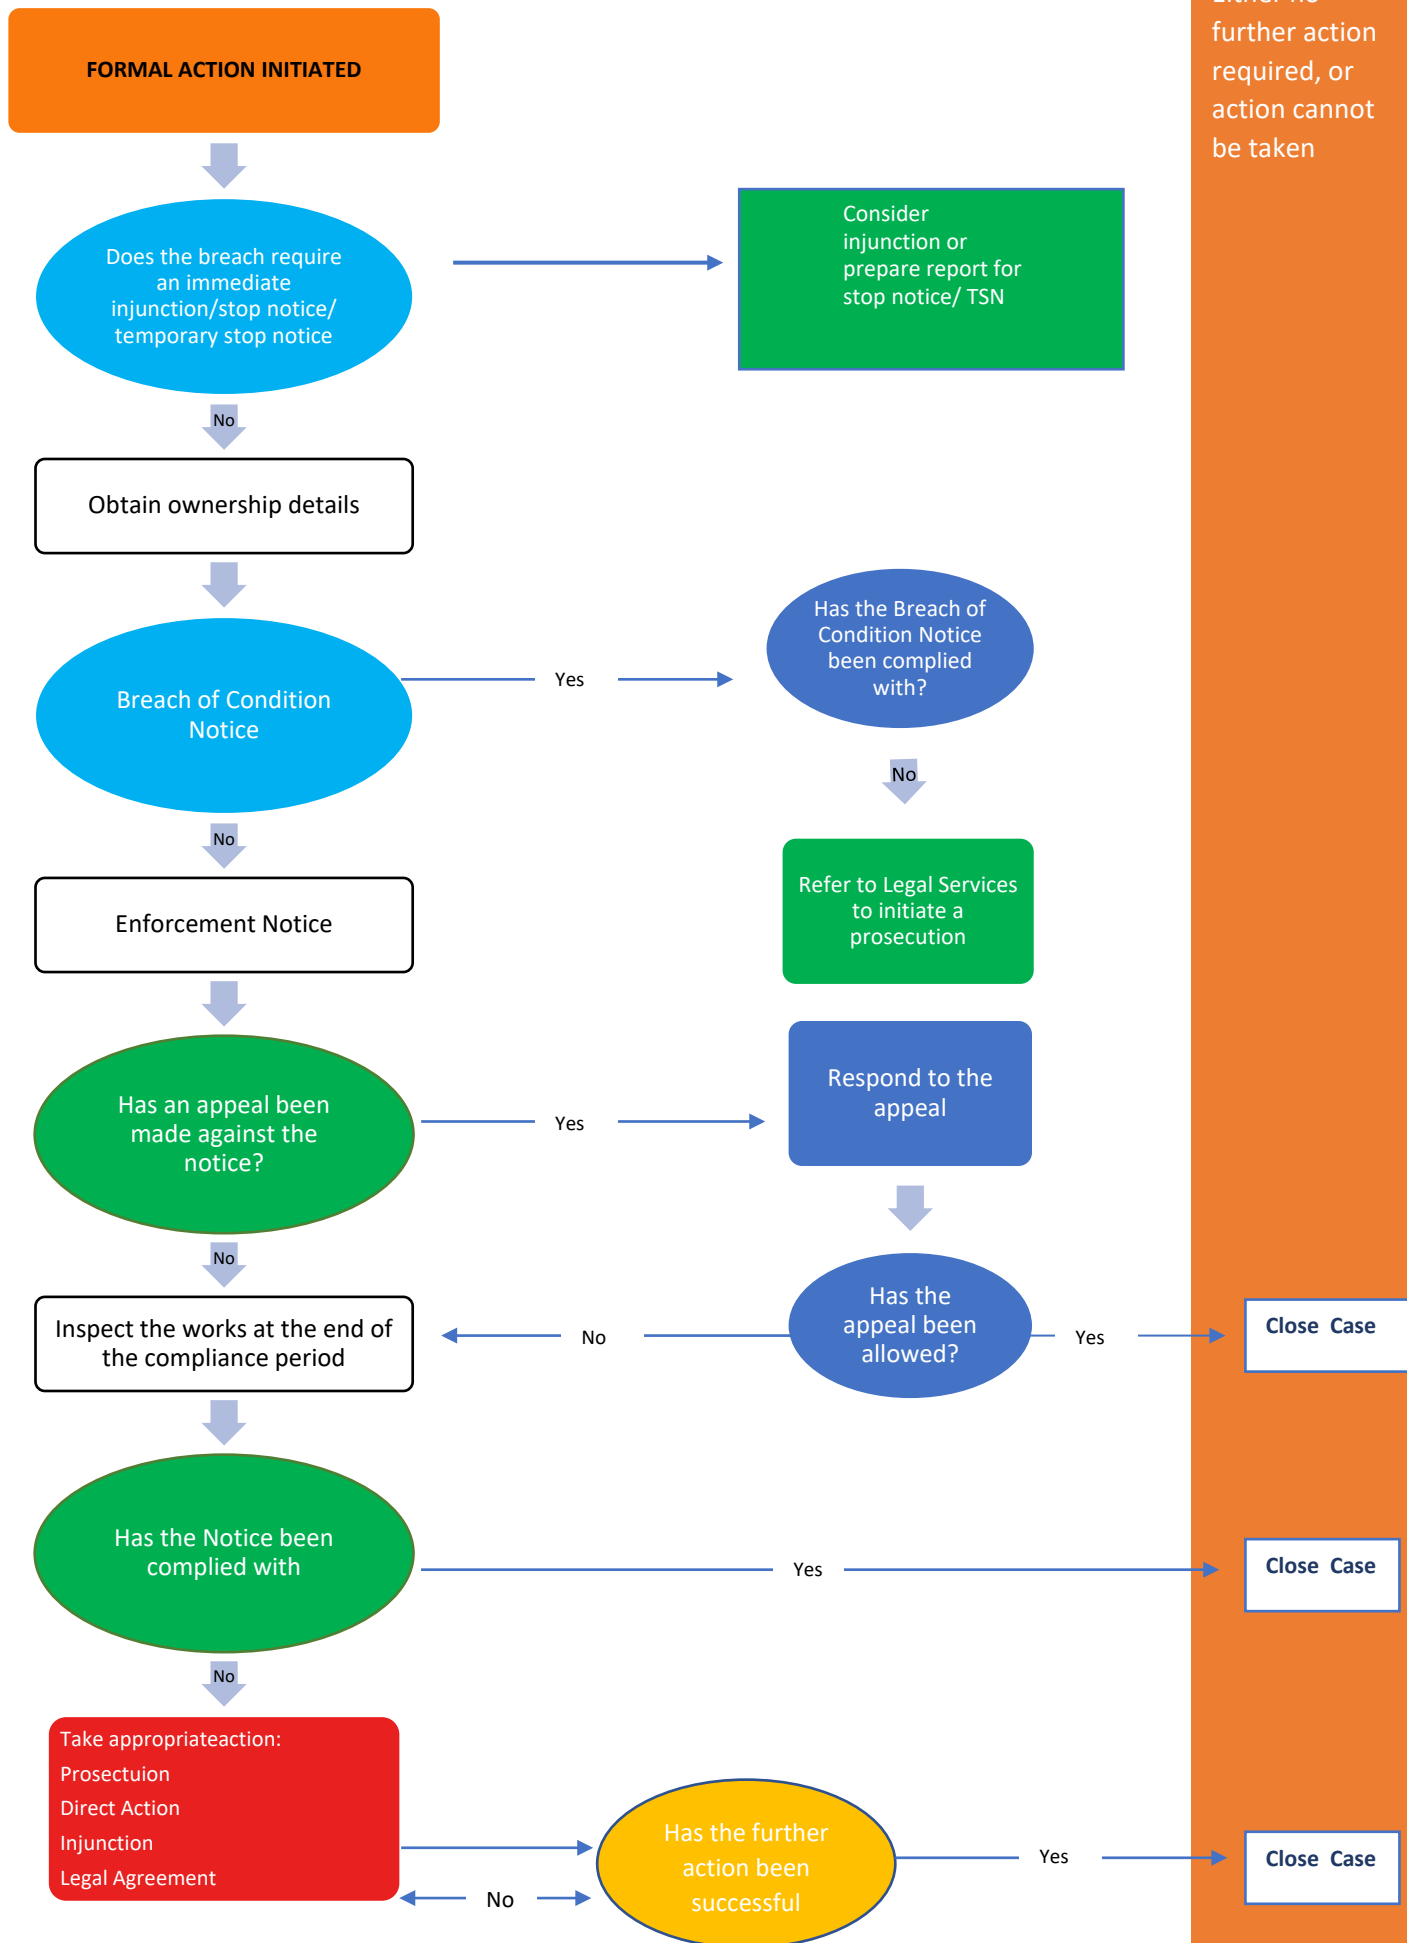 Either no
further action
required, or
action cannot
be taken
FORMAL ACTION INITIATED
Does the breach require
an immediate
injunction/stop notice/
temporary stop notice
Consider
injunction or
prepare report for
stop notice/ TSN
No
Obtain ownership details
Breach of Condition
Notice
Yes
Has the Breach of
Condition Notice
been complied
with?
No
No
Enforcement Notice
Refer to Legal Services
to initiate a
prosecution
Has an appeal been
made against the
notice?
Yes
Respond to the
appeal
No
Inspect the works at the end of
the compliance period
No
Has the
appeal been
allowed?
Yes
Close Case
Has the Notice been
complied with
Yes
Close Case
No
Take appropriateaction:
Prosectuion
Direct Action
Injunction
Legal Agreement
No
Has the further
action been
successful
Yes
Close Case